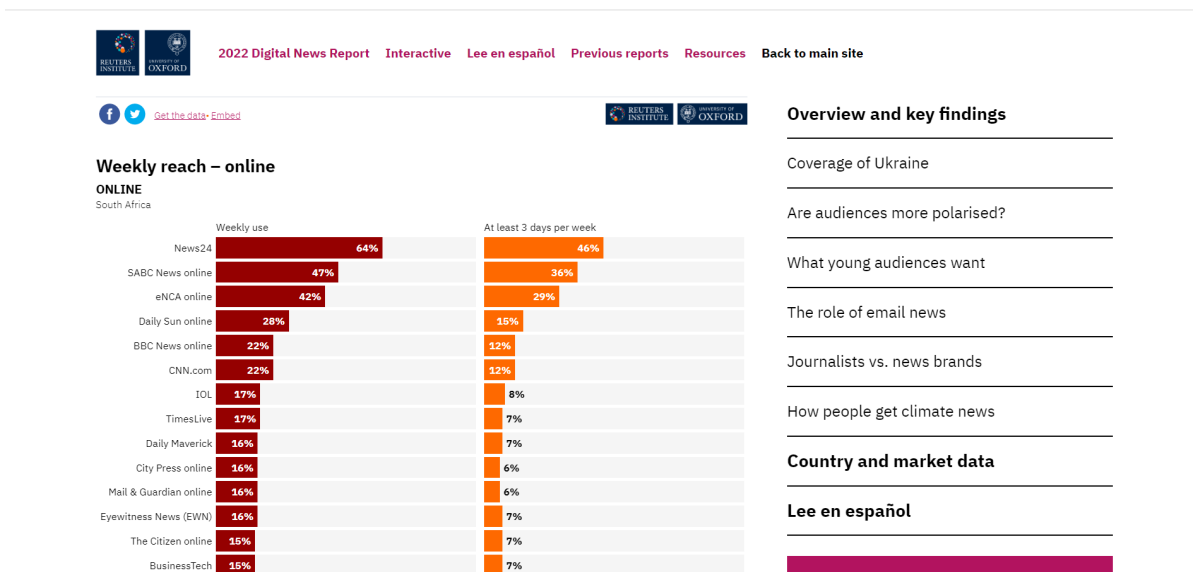 REUTERS
INSTITUTE
UNIVERSITY OF
OXFORD
2022 Digital News Report Interactive Lee en español Previous reports Resources Back to main site
Get the data• Embed
REUTERS
INSTITUTE
UNIVERSITY OF
OXFORD
Weekly reach – online
ONLINE
South Africa
Weekly use At least 3 days per week
News24 64% 46%
SABC News online 47% 36%
eNCA online 42% 29%
Daily Sun online 28% 15%
BBC News online 22% 12%
CNN.com 22% 12%
IOL 17% 8%
TimesLive 17% 7%
Daily Maverick 16% 7%
City Press online 16% 6%
Mail & Guardian online 16% 6%
Eyewitness News (EWN) 16% 7%
The Citizen online 15% 7%
BusinessTech 15% 7%
Overview and key findings
Coverage of Ukraine
Are audiences more polarised?
What young audiences want
The role of email news
Journalists vs. news brands
How people get climate news
Country and market data
Lee en español